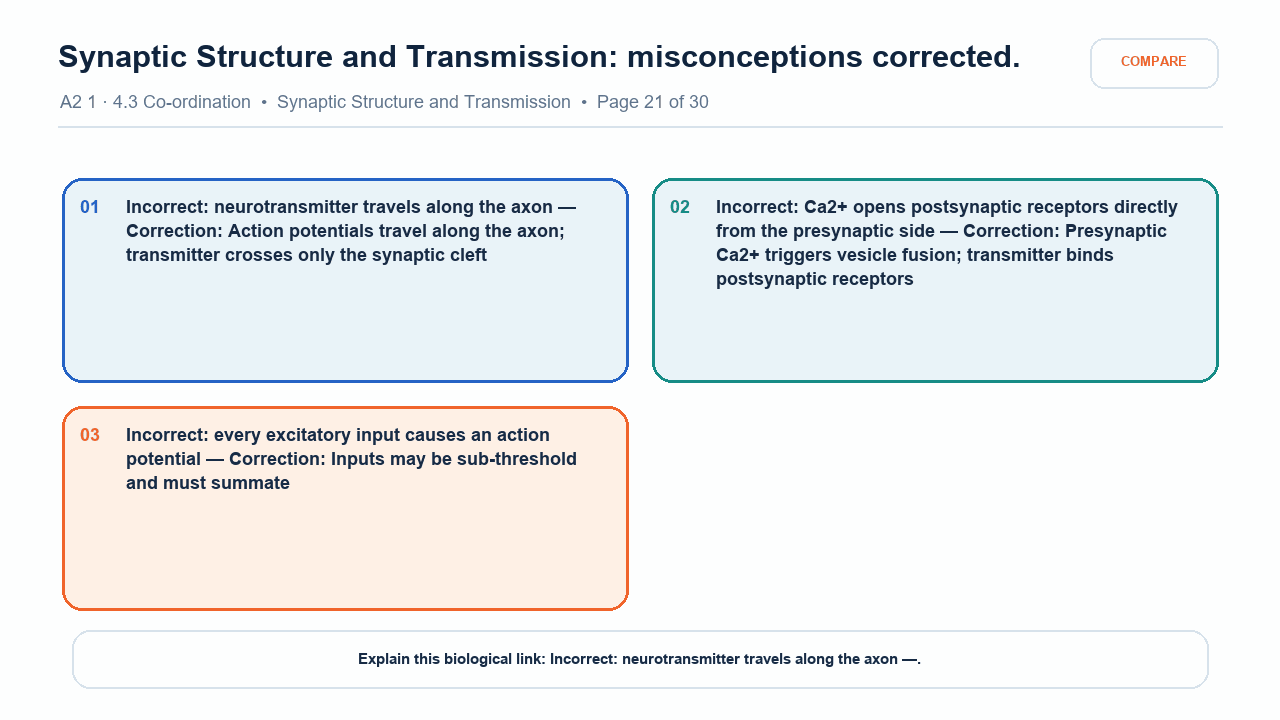 Synaptic Structure and Transmission: misconceptions corrected.
COMPARE
A2 1 · 4.3 Co-ordination • Synaptic Structure and Transmission • Page 21 of 30
01
Incorrect: neurotransmitter travels along the axon —
Correction: Action potentials travel along the axon;
transmitter crosses only the synaptic cleft
02
Incorrect: Ca2+ opens postsynaptic receptors directly
from the presynaptic side — Correction: Presynaptic
Ca2+ triggers vesicle fusion; transmitter binds
postsynaptic receptors
03
Incorrect: every excitatory input causes an action
potential — Correction: Inputs may be sub-threshold
and must summate
Explain this biological link: Incorrect: neurotransmitter travels along the axon —.